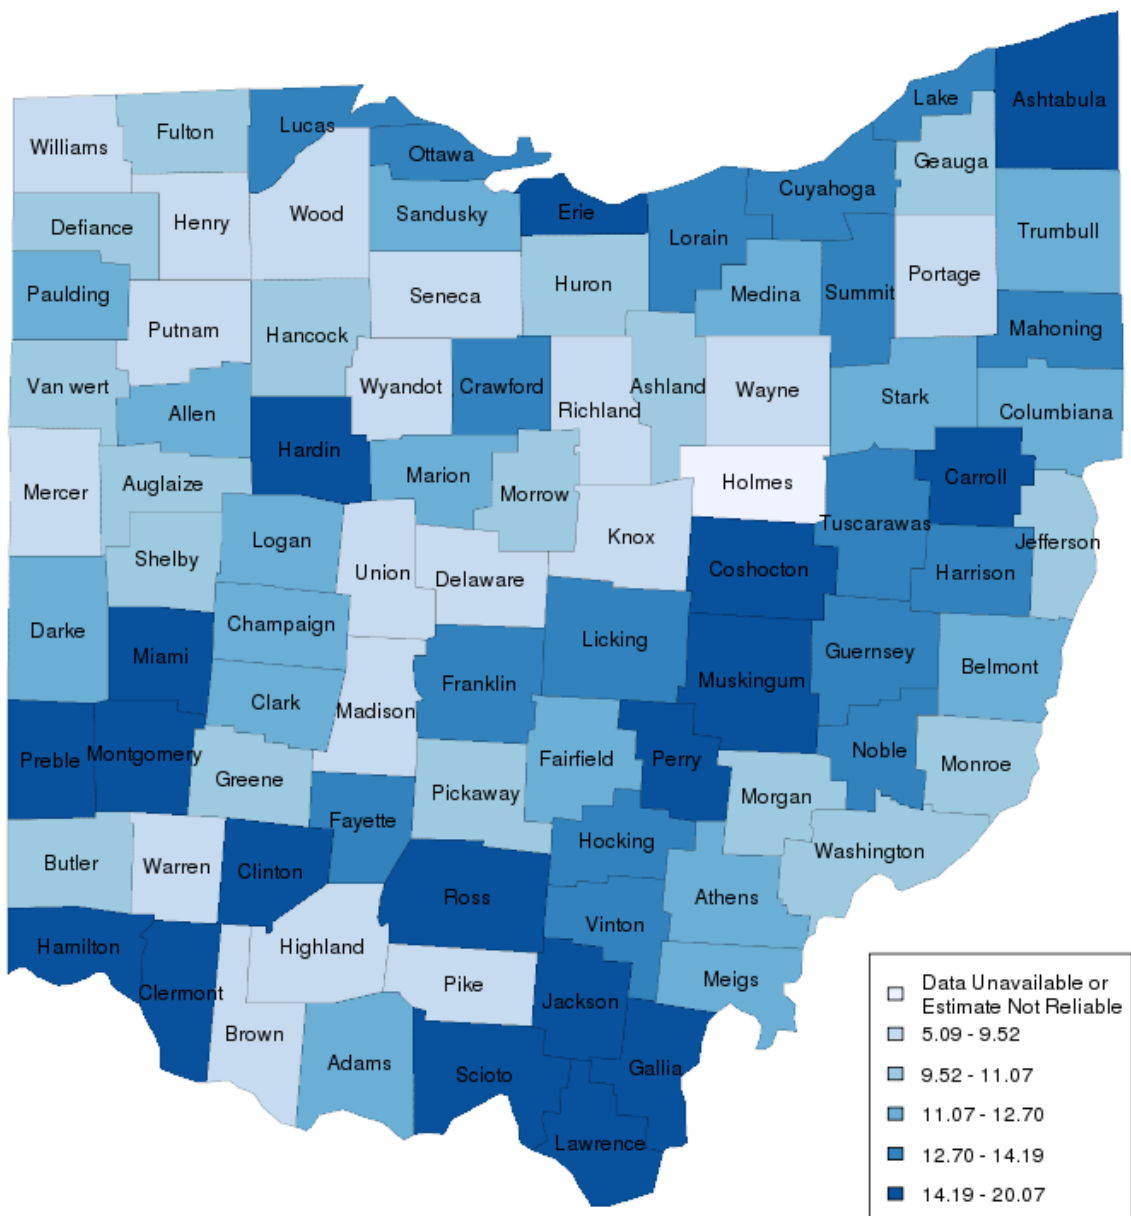 Ashtabula
Lake
Geauga
Lucas
Fulton
Williams
Ottawa
Cuyahoga
Wood
Henry
Defiance
Sandusky
Erie
Lorain
Trumbull
Portage
Paulding
Seneca
Huron
Medina
Summit
Putnam
Hancock
Mahoning
Van wert
Wyandot
Crawford
Richland
Ashland
Wayne
Stark
Columbiana
Allen
Hardin
Marion
Mercer
Auglaize
Morrow
Holmes
Carroll
Tuscarawas
Jefferson
Shelby
Logan
Union
Delaware
Knox
Coshocton
Harrison
Darke
Miami
Champaign
Licking
Guernsey
Belmont
Clark
Madison
Franklin
Muskingum
Preble
Montgomery
Greene
Pickaway
Fairfield
Perry
Noble
Monroe
Morgan
Fayette
Hocking
Washington
Butler
Warren
Clinton
Ross
Athens
Vinton
Hamilton
Highland
Clermont
Pike
Jackson
Meigs
Brown
Adams
Scioto
Gallia
Lawrence
Data Unavailable or
Estimate Not Reliable
5.09 - 9.52
9.52 - 11.07
11.07 - 12.70
12.70 - 14.19
14.19 - 20.07